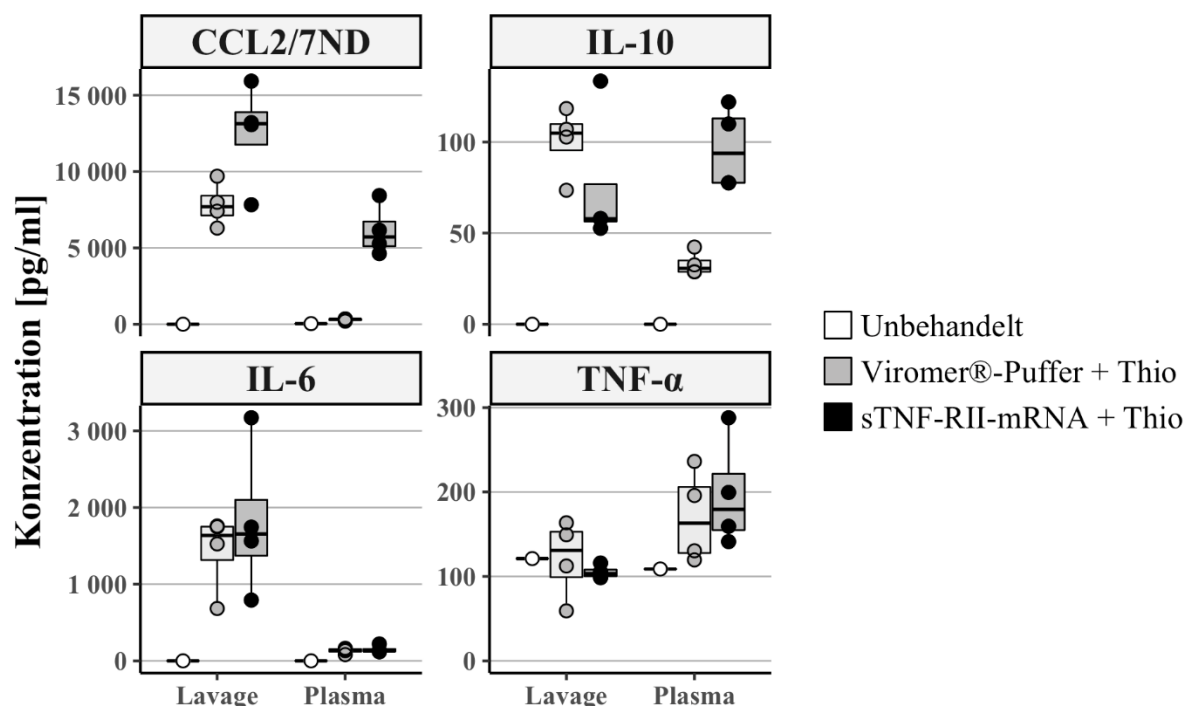 Konzentration [pg/ml]
CCL2/7ND
15 000
10 000
5 000
0
IL-10
100
50
0
IL-6
3 000
2 000
1 000
0
Lavage Plasma
TNF-α
300
200
100
0
Lavage Plasma
Unbehandelt
Viromer®-Puffer + Thio
sTNF-RII-mRNA + Thio